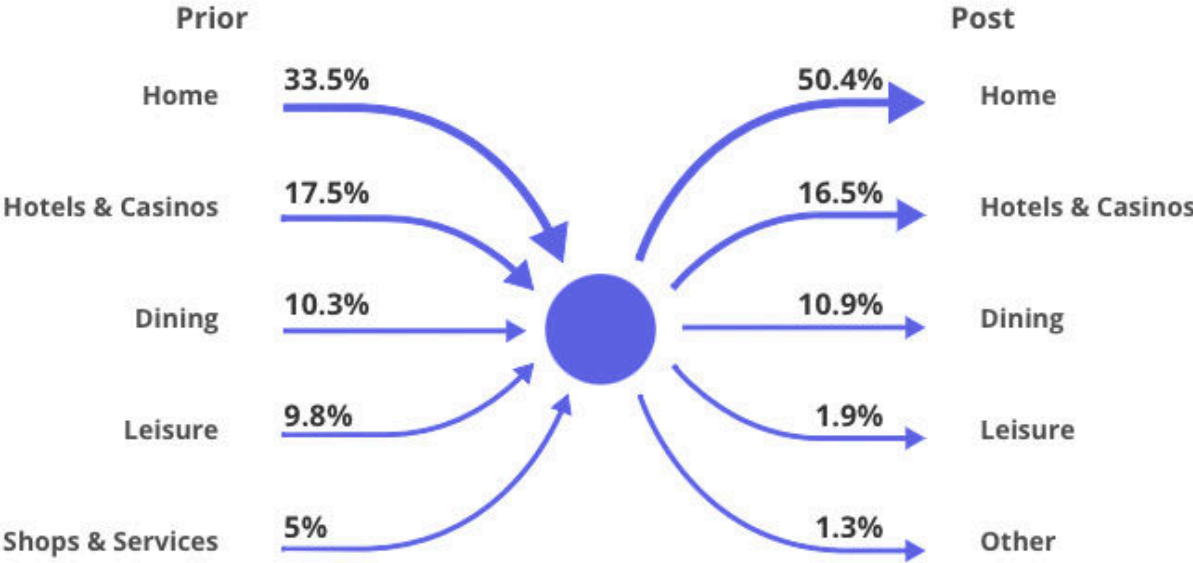 Prior Post
Home 33.5% 50.4% Home
Hotels & Casinos 17.5% 16.5% Hotels & Casinos
Dining 10.3% 10.9% Dining
Leisure 9.8% 1.9% Leisure
Shops & Services 5% 1.3% Other